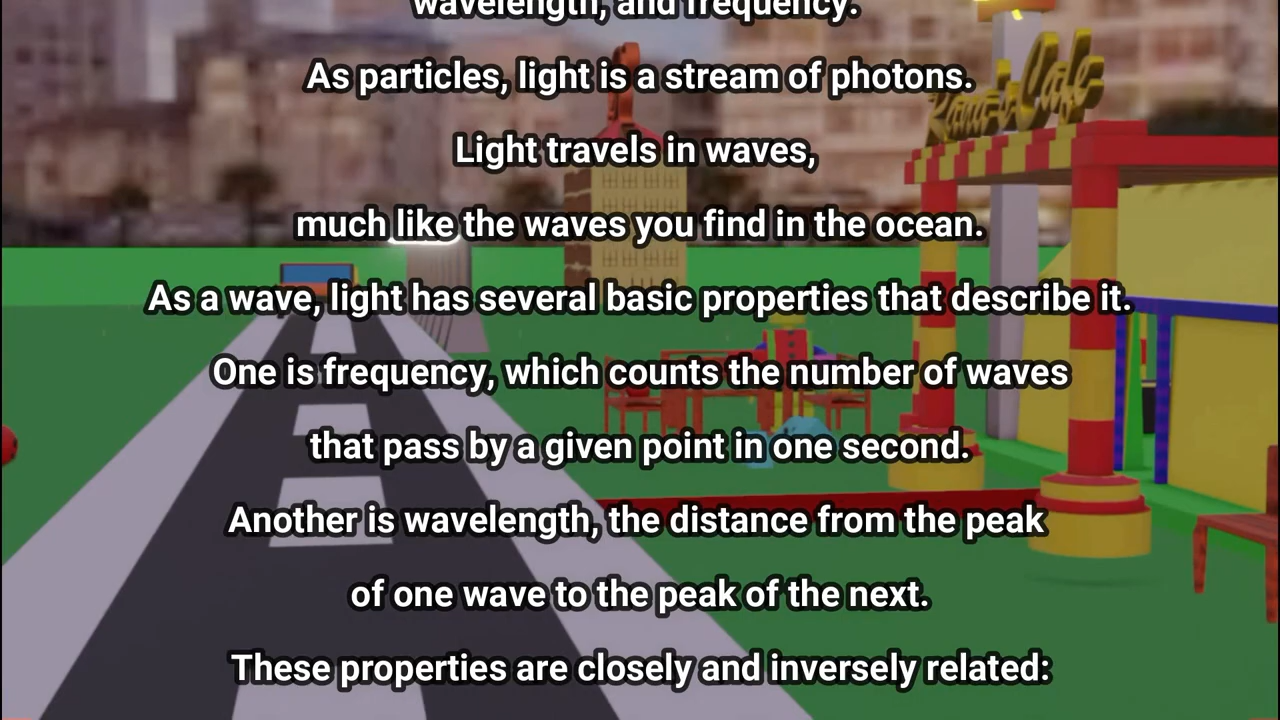 wavelength, and frequency.
As particles, light is a stream of photons.
Light travels in waves,
much like the waves you find in the ocean.
As a wave, light has several basic properties that describe it.
One is frequency, which counts the number of waves
that pass by a given point in one second.
Another is wavelength, the distance from the peak
of one wave to the peak of the next.
These properties are closely and inversely related: